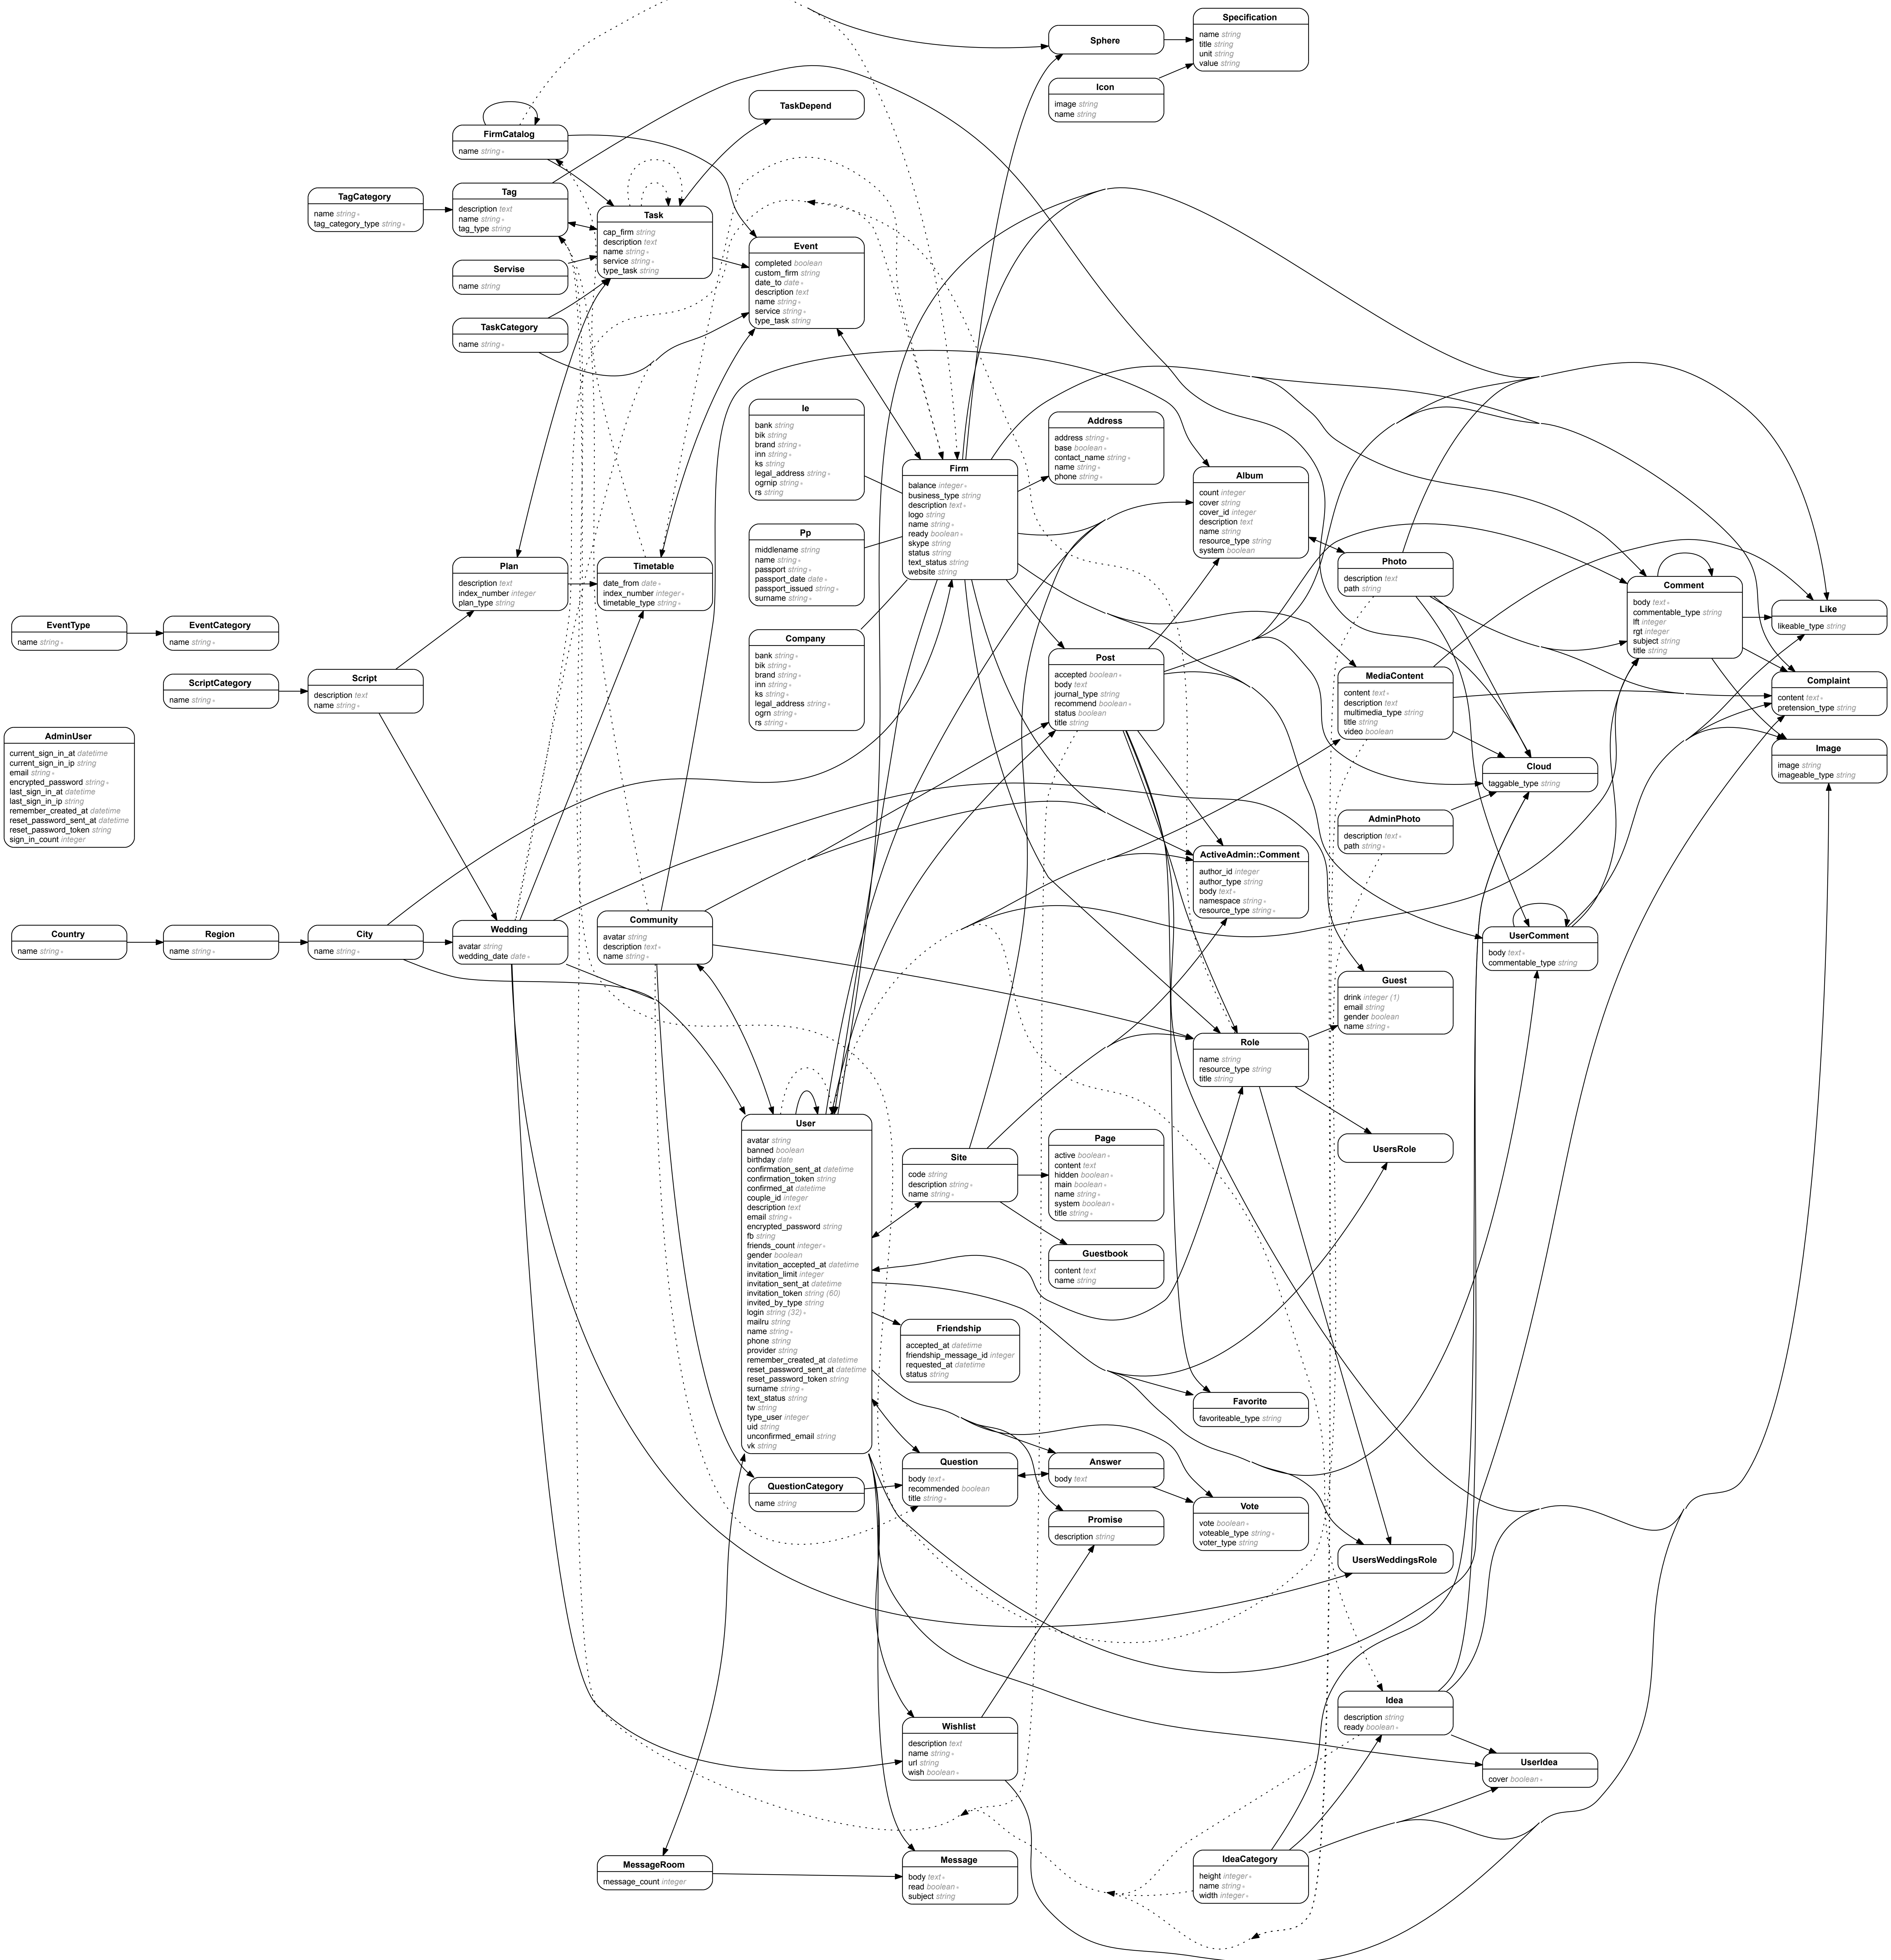 Specification
name string
title string
unit string
value string
Sphere
Icon
image string
name string
TaskDepend
FirmCatalog
name string *
TagCategory
name string *
tag_category_type string *
Tag
description text
name string *
tag_type string
Task
cap_firm string
description text
name string *
service string *
type_task string
Servise
name string
TaskCategory
name string *
Event
completed boolean
custom_firm string
date_to date *
description text
name string *
service string *
type_task string
Ie
bank string
bik string
brand string *
inn string *
ks string
legal_address string *
ogrnip string *
rs string
Pp
middlename string
name string *
passport string *
passport_date date *
passport_issued string *
surname string *
Company
bank string *
bik string *
brand string *
inn string *
ks string *
legal_address string *
ogrn string *
rs string *
Firm
balance integer *
business_type string
description text *
logo string
name string *
ready boolean *
skype string
status string
text_status string
website string
Address
address string *
base boolean *
contact_name string *
name string *
phone string *
Album
count integer
cover string
cover_id integer
description text
name string
resource_type string
system boolean
Photo
description text
path string
Comment
body text *
commentable_type string
lft integer
rgt integer
subject string
title string
Like
likeable_type string
Complaint
content text *
pretension_type string
Image
image string
imageable_type string
Plan
description text
index_number integer
plan_type string
Timetable
date_from date *
index_number integer *
timetable_type string *
EventType
name string *
EventCategory
name string *
ScriptCategory
name string *
Script
description text
name string *
Post
accepted boolean *
body text
journal_type string
recommend boolean *
status boolean
title string
MediaContent
content text *
description text
multimedia_type string
title string
video boolean
Cloud
taggable_type string
AdminPhoto
description text *
path string *
AdminUser
current_sign_in_at datetime
current_sign_in_ip string
email string *
encrypted_password string *
last_sign_in_at datetime
last_sign_in_ip string
remember_created_at datetime
reset_password_sent_at datetime
reset_password_token string
sign_in_count integer
ActiveAdmin::Comment
author_id integer
author_type string
body text *
namespace string *
resource_type string *
Country
name string *
Region
name string *
City
name string *
Wedding
avatar string
wedding_date date *
Community
avatar string
description text *
name string *
UserComment
body text *
commentable_type string
Guest
drink integer (1)
email string
gender boolean
name string *
Role
name string
resource_type string
title string
UsersRole
User
avatar string
banned boolean
birthday date
confirmation_sent_at datetime
confirmation_token string
confirmed_at datetime
couple_id integer
description text
email string *
encrypted_password string
fb string
friends_count integer *
gender boolean
invitation_accepted_at datetime
invitation_limit integer
invitation_sent_at datetime
invitation_token string (60)
invited_by_type string
login string (32) *
mailru string
name string *
phone string
provider string
remember_created_at datetime
reset_password_sent_at datetime
reset_password_token string
surname string *
text_status string
tw string
type_user integer
uid string
unconfirmed_email string
vk string
Site
code string
description string *
name string *
Page
active boolean *
content text
hidden boolean *
main boolean *
name string *
system boolean *
title string *
Guestbook
content text
name string
Friendship
accepted_at datetime
friendship_message_id integer
requested_at datetime
status string
Favorite
favoriteable_type string
QuestionCategory
name string
Question
body text *
recommended boolean
title string *
Answer
body text
Vote
vote boolean *
voteable_type string *
voter_type string
Promise
description string
UsersWeddingsRole
Wishlist
description text
name string *
url string
wish boolean *
Idea
description string
ready boolean *
UserIdea
cover boolean *
MessageRoom
message_count integer
Message
body text *
read boolean *
subject string
IdeaCategory
height integer *
name string *
width integer *